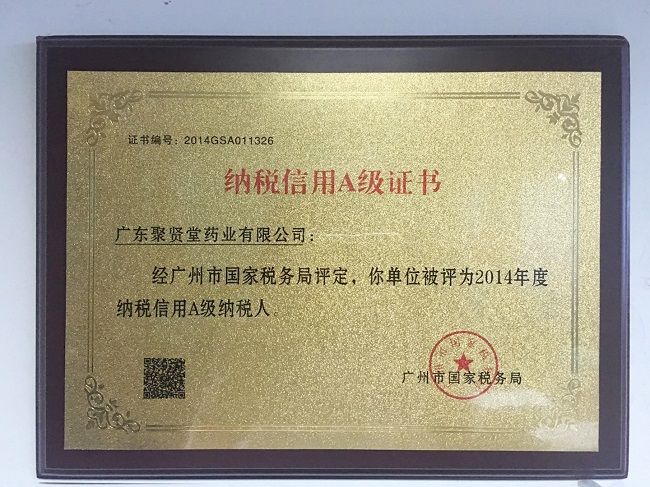 证书编号：2014GSA011326
纳税信用A级证书
广东聚贤堂药业有限公司：
经广州市国家税务局评定，你单位被评为2014年度
纳税信用A级纳税人。
广州市国家税务局